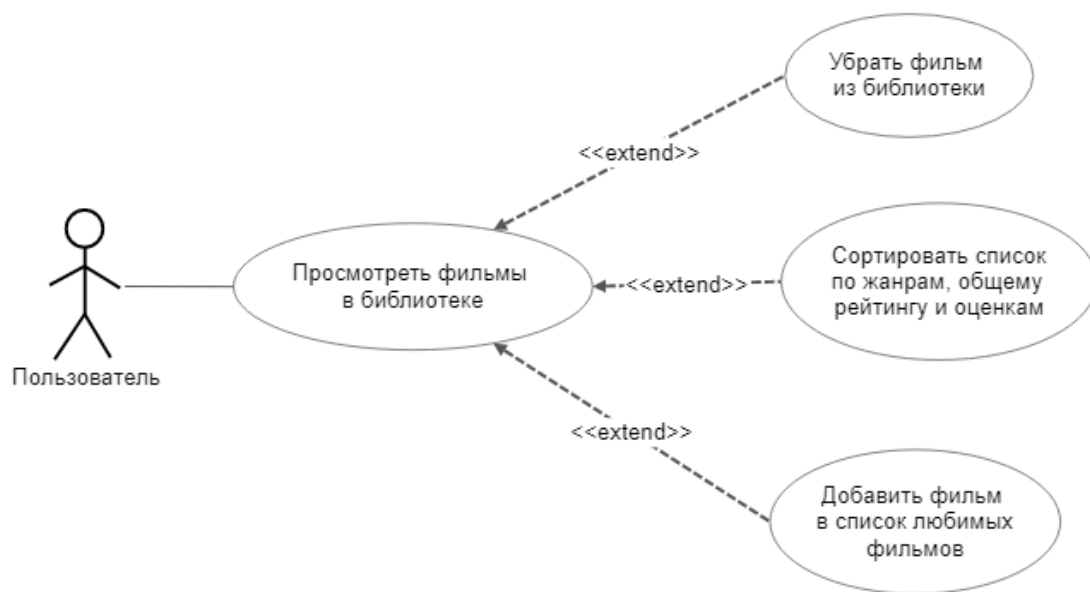 Убрать фильм
из библиотеки
<<extend>>
Просмотреть фильмы
в библиотеке
<<extend>>
Сортировать список
по жанрам, общему
рейтингу и оценкам
Пользователь
<<extend>>
Добавить фильм
в список любимых
фильмов